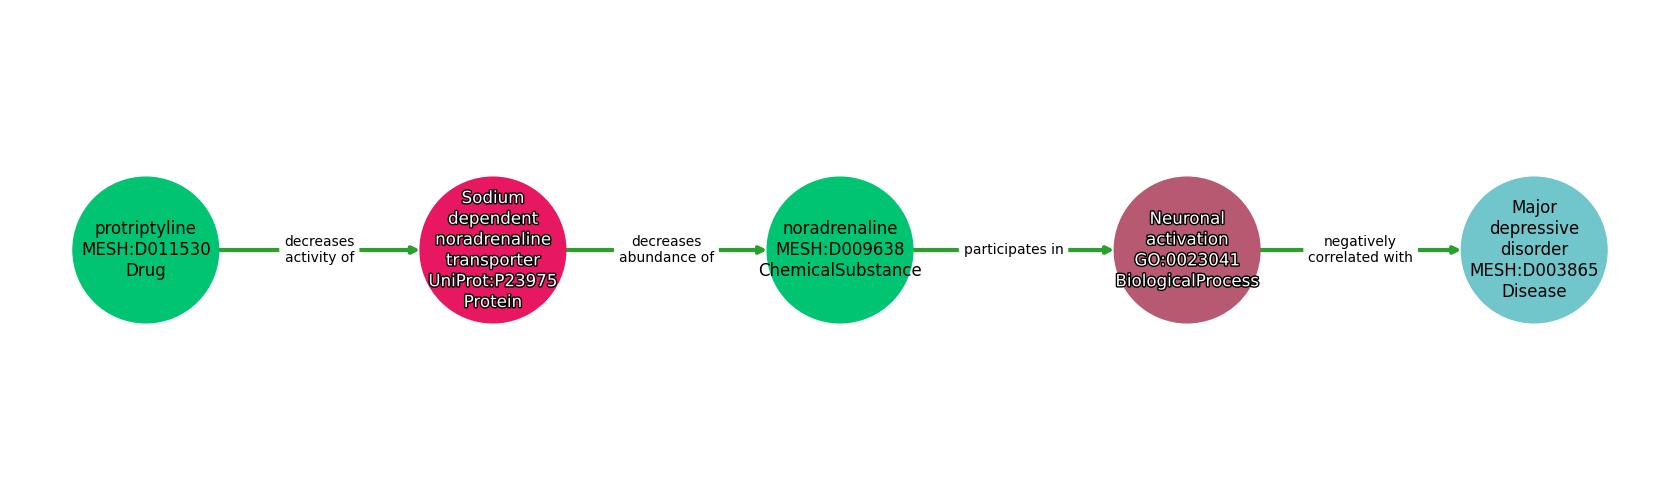 protriptyline
MESH:D011530
Drug
decreases
activity of
Sodium
dependent
noradrenaline
transporter
UniProt:P23975
Protein
decreases
abundance of
noradrenaline
MESH:D009638
ChemicalSubstance
participates in
Neuronal
activation
GO:0023041
BiologicalProcess
negatively
correlated with
Major
depressive
disorder
MESH:D003865
Disease